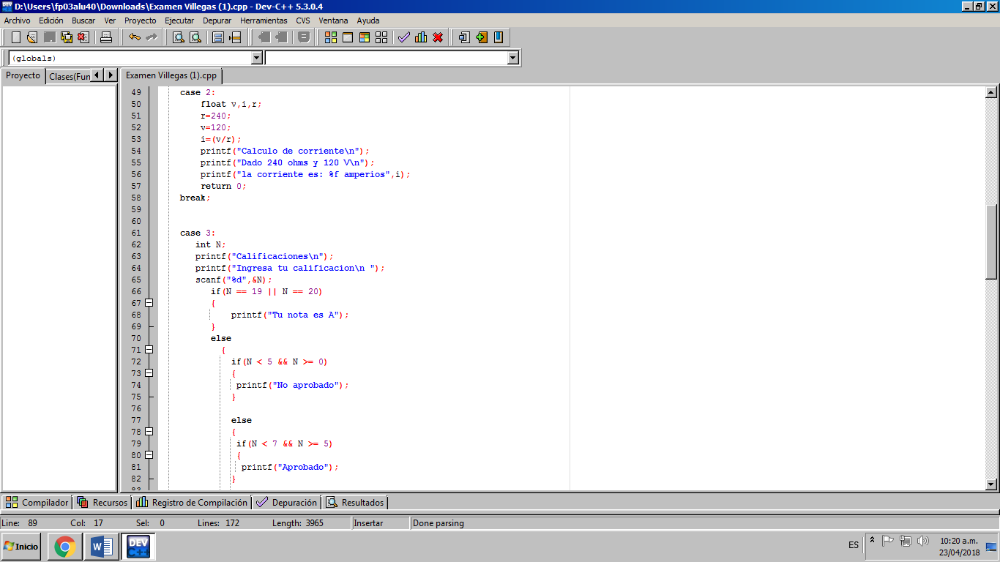 D:\Users\fp03alu40\Downloads\Examen Villegas (1).cpp - Dev-C++ 5.3.0.4
Archivo Edición Buscar Ver Proyecto Ejecutar Depurar Herramientas CVS Ventana Ayuda
(globals)
Proyecto Clases(Fun Examen Villegas (1).cpp
49 case 2:
50 float v,i,r;
51 r=240;
52 v=120;
53 i=(v/r);
54 printf("Calculo de corriente\n");
55 printf("Dado 240 ohms y 120 V\n");
56 printf("la corriente es: %f amperios",i);
57 return 0;
58 break;
59
60
61 case 3:
62 int N;
63 printf("Calificaciones\n");
64 printf("Ingresa tu calificacion\n ");
65 scanf("%d",&N);
66 if(N == 19 || N == 20)
67 {
68 printf("Tu nota es A");
69 }
70 else
71 {
72 if(N < 5 && N >= 0)
73 {
74 printf("No aprobado");
75 }
76
77 else
78 {
79 if(N < 7 && N >= 5)
80 {
81 printf("Aprobado");
82 }
83
Compilador Recursos Registro de Compilación Depuración Resultados
Line: 89 Col: 17 Sel: 0 Lines: 172 Length: 3965 Insertar Done parsing
Inicio W DEV C++ ES 10:20 a.m.
23/04/2018